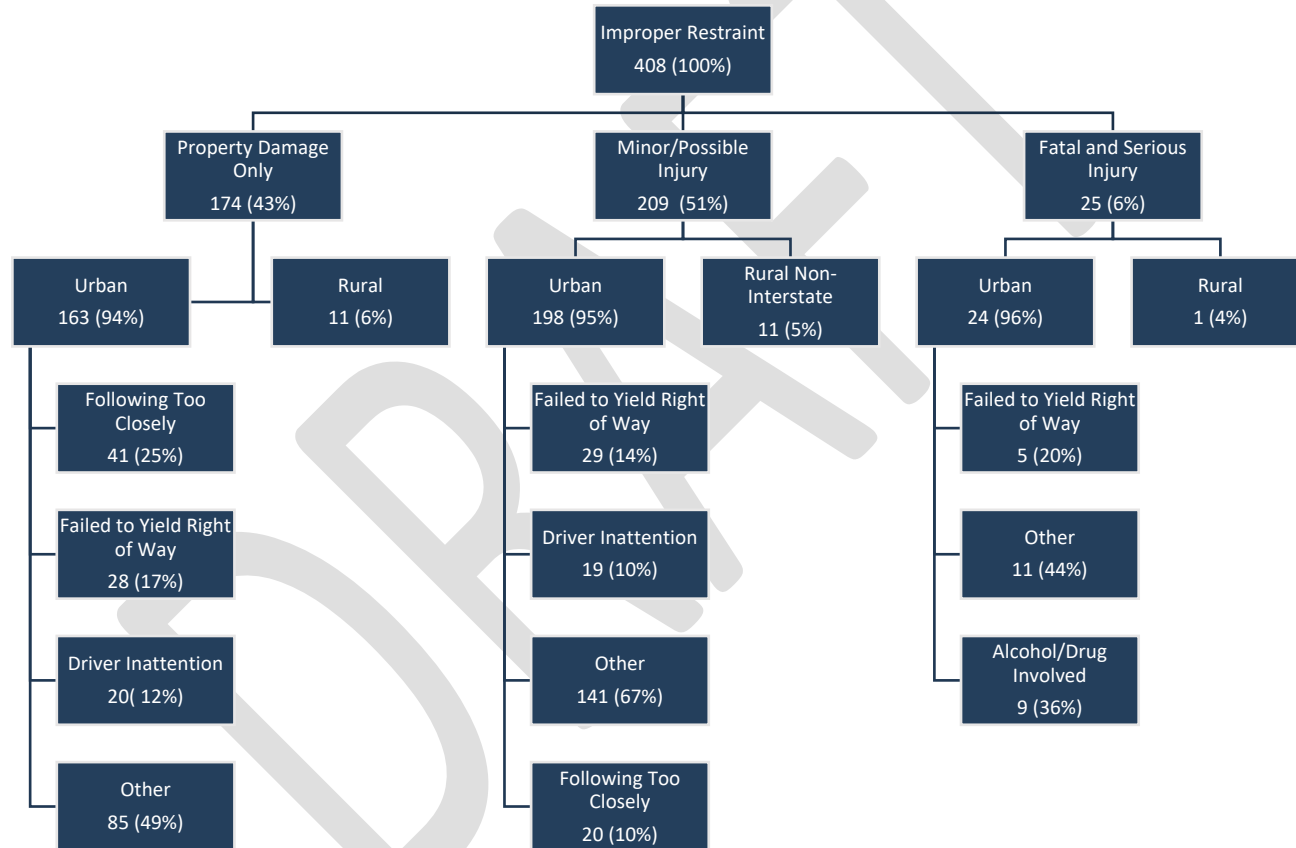 Improper Restraint
408 (100%)
Property Damage
Only
174 (43%)
Minor/Possible
Injury
209 (51%)
Fatal and Serious
Injury
25 (6%)
Urban
163 (94%)
Rural
11 (6%)
Urban
198 (95%)
Rural Non-
Interstate
11 (5%)
Urban
24 (96%)
Rural
1 (4%)
Following Too
Closely
41 (25%)
Failed to Yield Right
of Way
28 (17%)
Driver Inattention
20( 12%)
Other
85 (49%)
Failed to Yield Right
of Way
29 (14%)
Driver Inattention
19 (10%)
Other
141 (67%)
Following Too
Closely
20 (10%)
Failed to Yield Right
of Way
5 (20%)
Other
11 (44%)
Alcohol/Drug
Involved
9 (36%)
DRAFT